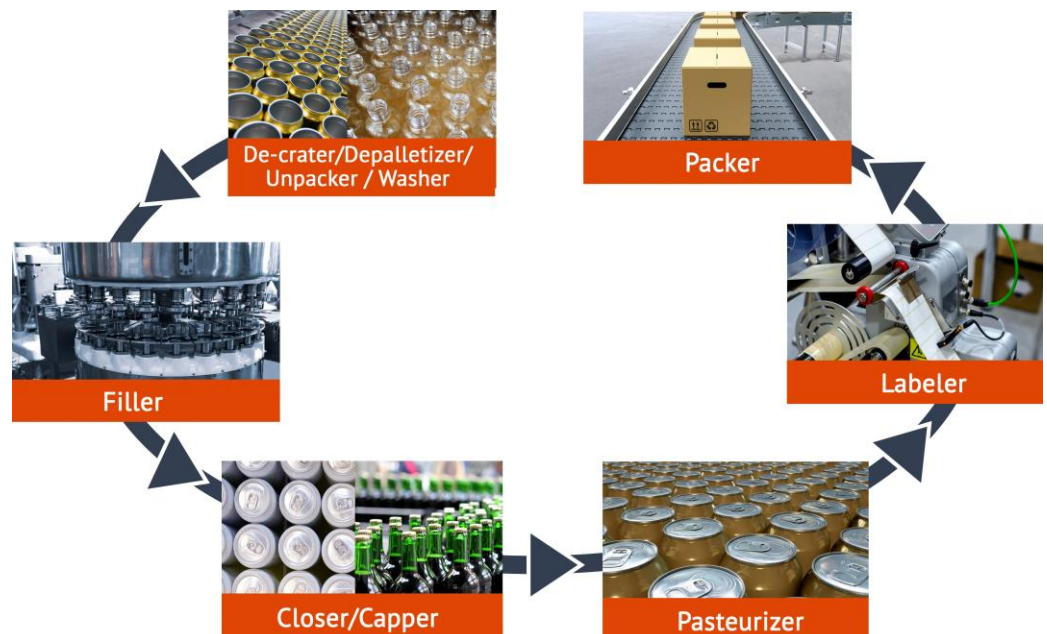 De-crater/Depalletizer/
Unpacker / Washer
Filler
Closer/Capper
Pasteurizer
Labeler
Packer